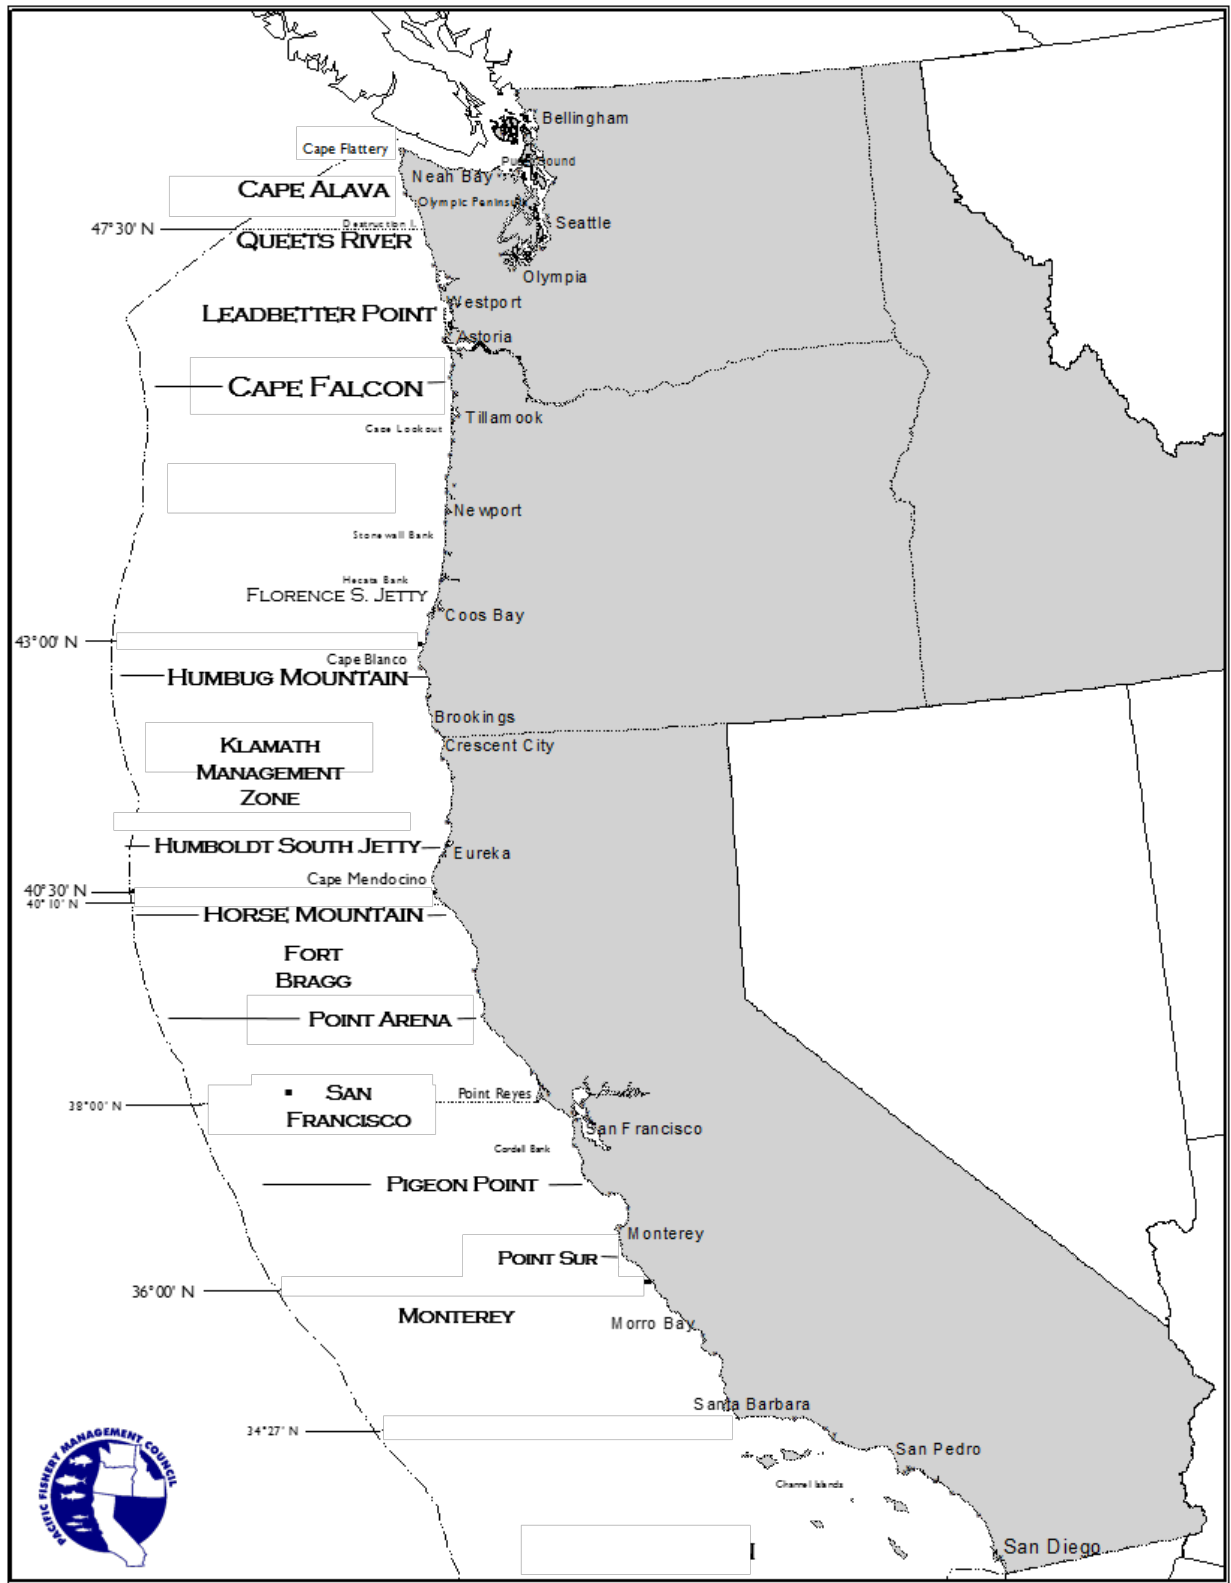 Bellingham
Cape Flattery
Puget Sound
Neah Bay
CAPE ALAVA
Olympic Peninsula
Destruction I.
Seattle
47°30' N
QUEETS RIVER
Olympia
Westport
LEADBETTER POINT
Astoria
CAPE FALCON
Tillamook
Cape Lookout
Newport
Stonewall Bank
Hecata Bank
FLORENCE S. JETTY
Coos Bay
43°00' N
Cape Blanco
HUMBUG MOUNTAIN
Brookings
KLAMATH
MANAGEMENT
ZONE
Crescent City
HUMBOLDT SOUTH JETTY
Eureka
Cape Mendocino
40°30' N
40°10' N
HORSE MOUNTAIN
FORT
BRAGG
POINT ARENA
Point Reyes
SAN
FRANCISCO
38°00' N
San Francisco
Cordell Bank
PIGEON POINT
Monterey
POINT SUR
36°00' N
MONTEREY
Morro Bay
Santa Barbara
34°27' N
San Pedro
Channel Islands
San Diego
PACIFIC FISHERY MANAGEMENT COUNCIL